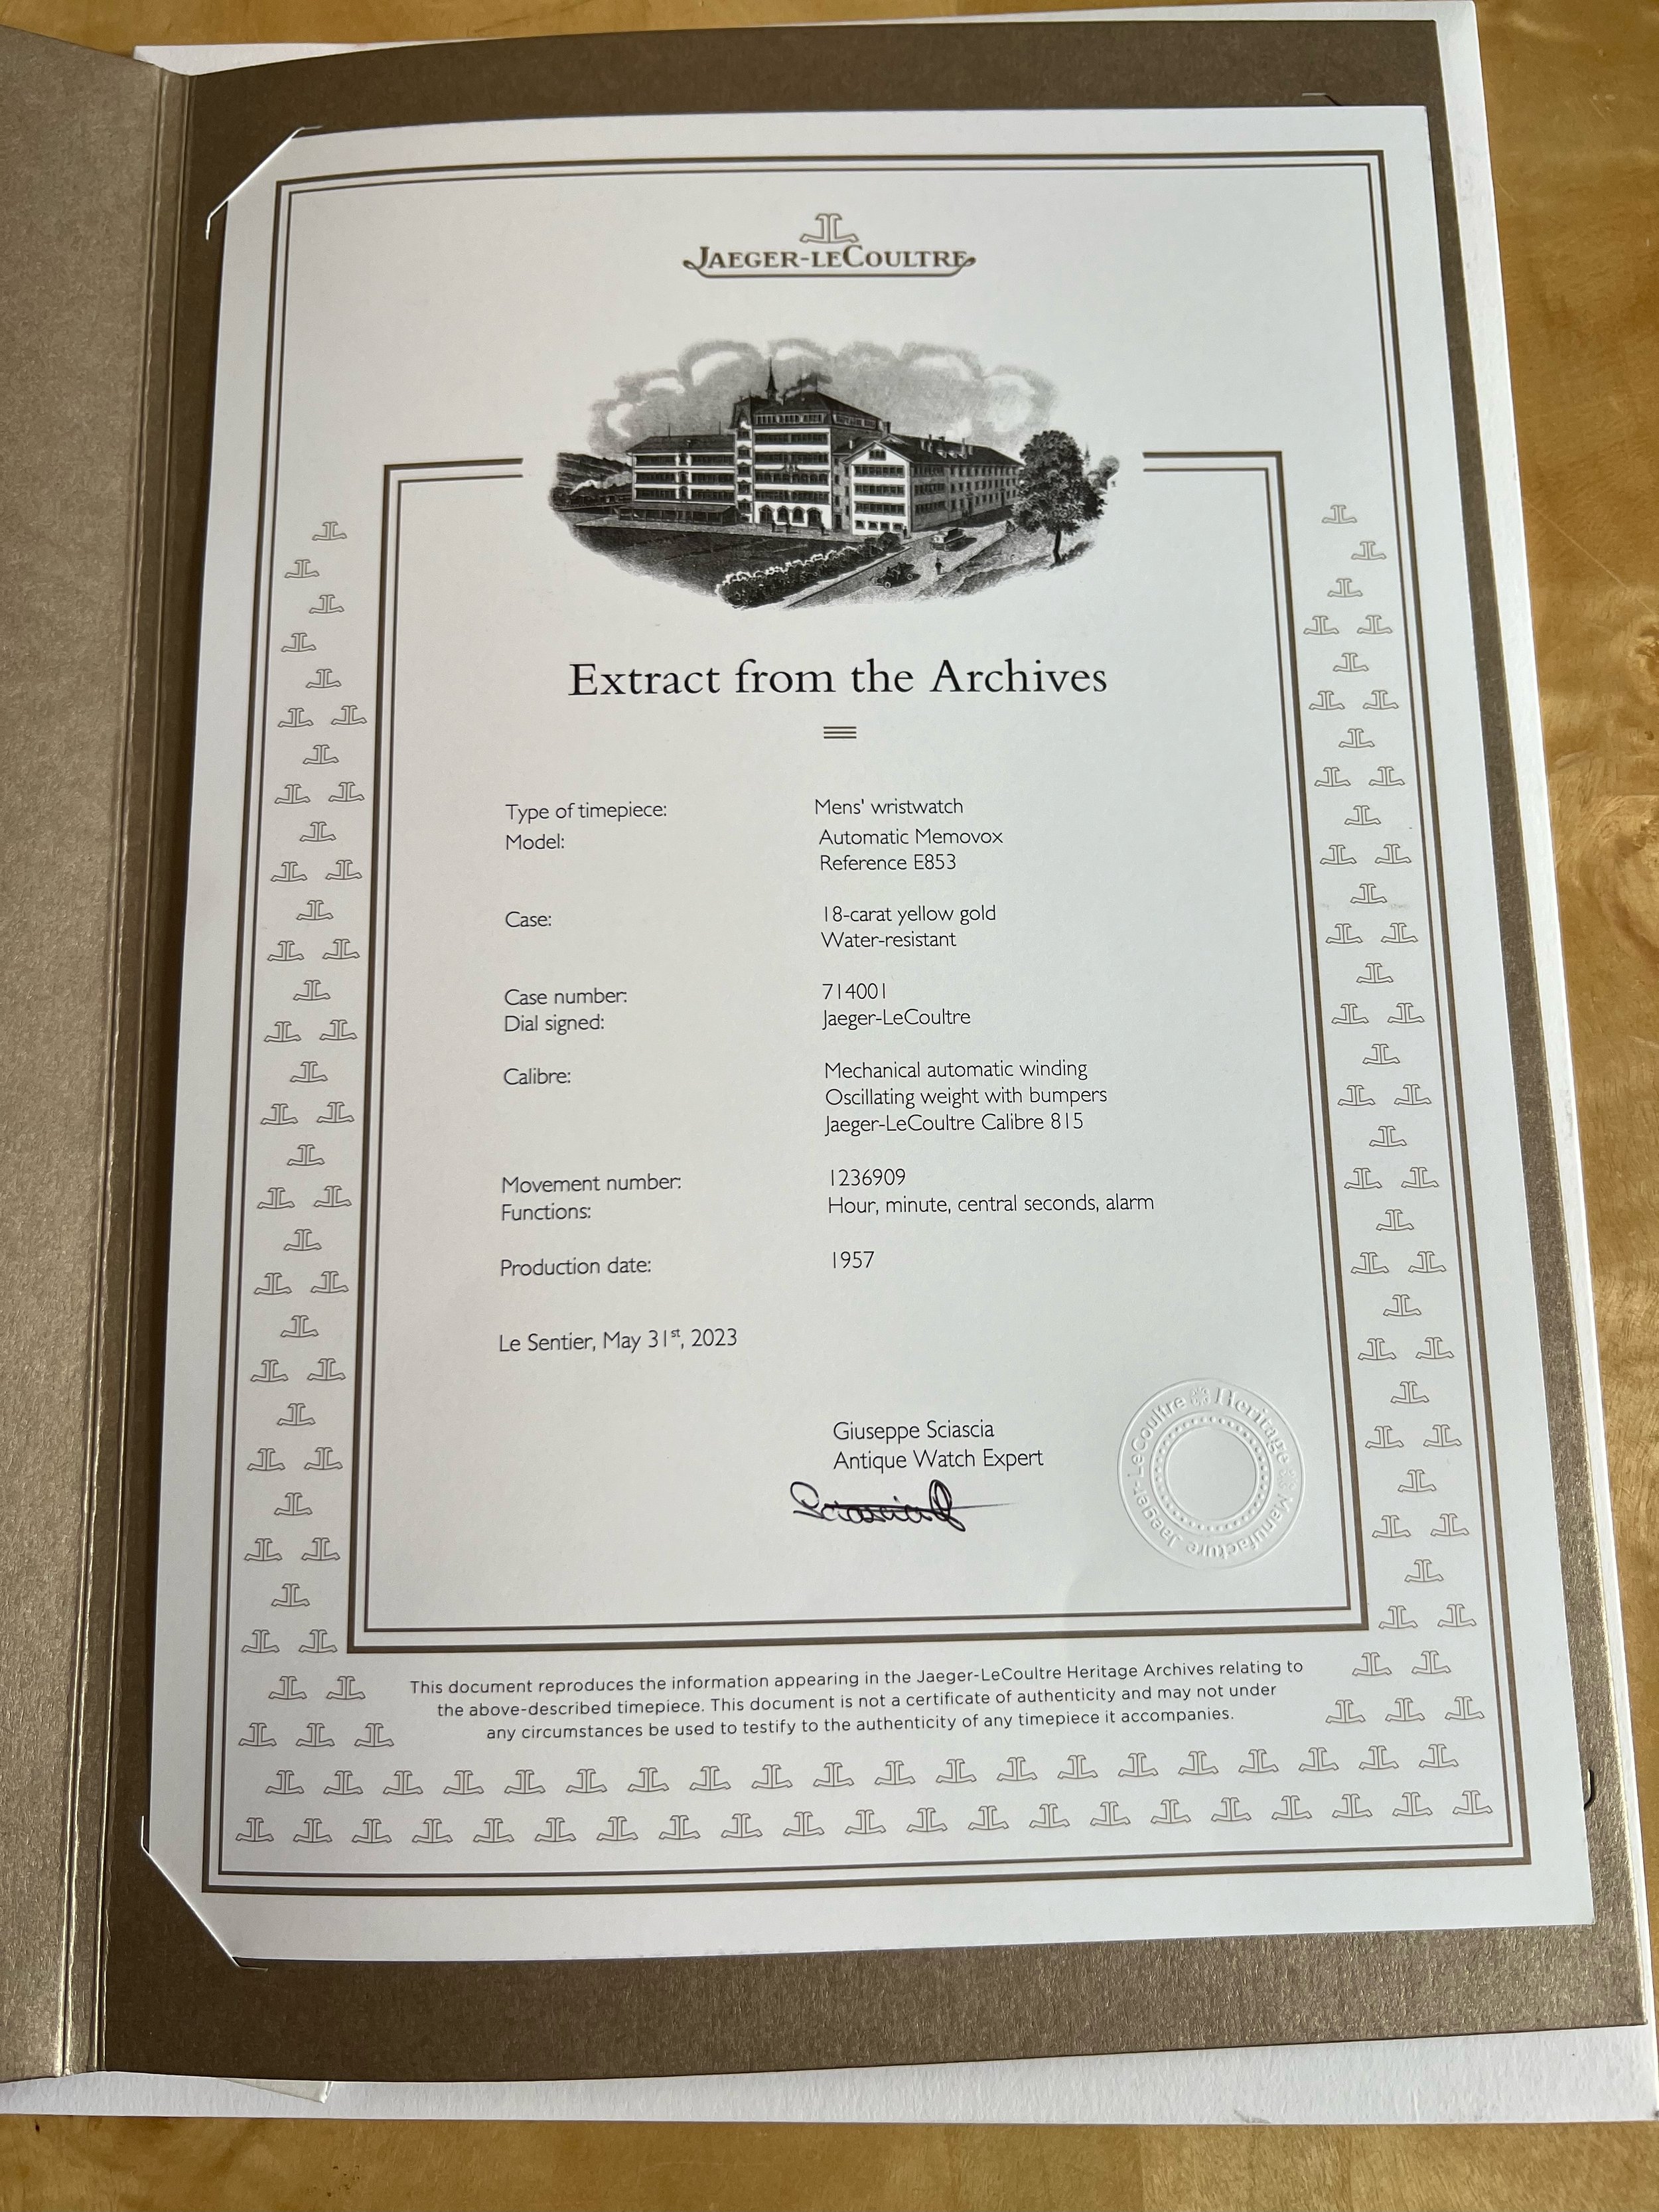 JAEGER-LECOULTRE
Extract from the Archives
Type of timepiece: Mens' wristwatch
Model: Automatic Memovox
Reference E853
Case: 18-carat yellow gold
Water-resistant
Case number: 714001
Dial signed: Jaeger-LeCoultre
Calibre: Mechanical automatic winding
Oscillating weight with bumpers
Jaeger-LeCoultre Calibre 815
Movement number: 1236909
Functions: Hour, minute, central seconds, alarm
Production date: 1957
Le Sentier, May 31st, 2023
Giuseppe Sciascia
Antique Watch Expert
Sciascia
Heritage Manufacture Jaeger-LeCoultre
This document reproduces the information appearing in the Jaeger-LeCoultre Heritage Archives relating to
the above-described timepiece. This document is not a certificate of authenticity and may not under
any circumstances be used to testify to the authenticity of any timepiece it accompanies.